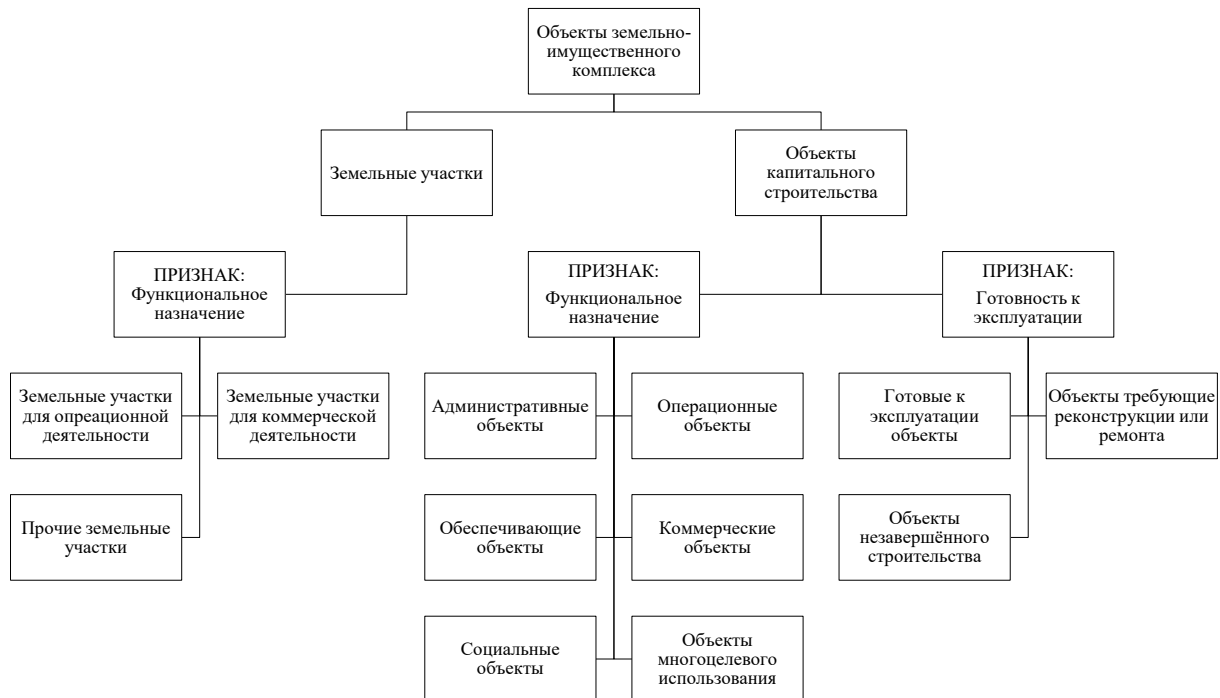 Объекты земельно-
имущественного
комплекса
Земельные участки
Объекты
капитального
строительства
ПРИЗНАК:
Функциональное
назначение
ПРИЗНАК:
Функциональное
назначение
ПРИЗНАК:
Готовность к
эксплуатации
Земельные участки
для опреационной
деятельности
Земельные участки
для коммерческой
деятельности
Прочие земельные
участки
Административные
объекты
Операционные
объекты
Обеспечивающие
объекты
Коммерческие
объекты
Социальные
объекты
Объекты
многоцелевого
использования
Готовые к
эксплуатации
объекты
Объекты требующие
реконструкции или
ремонта
Объекты
незавершённого
строительства